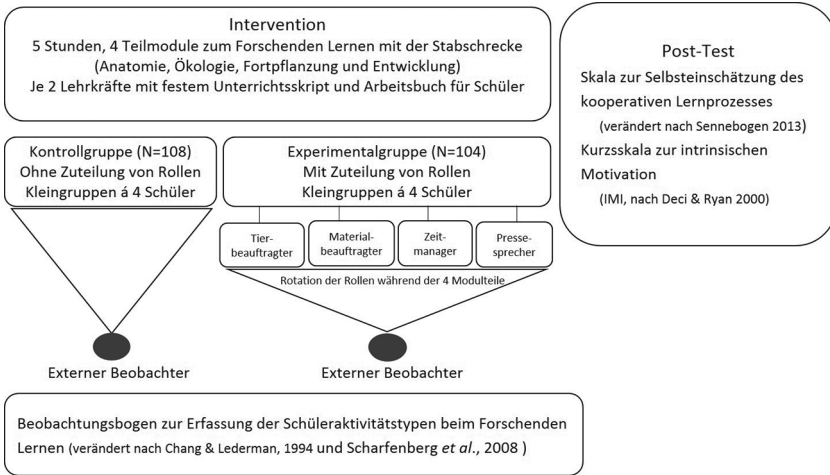 Intervention
5 Stunden, 4 Teilmodule zum Forschenden Lernen mit der Stabschrecke
(Anatomie, Ökologie, Fortpflanzung und Entwicklung)
Je 2 Lehrkräfte mit festem Unterrichtsskript und Arbeitsbuch für Schüler
Kontrollgruppe (N=108)
Ohne Zuteilung von Rollen
Kleingruppen á 4 Schüler
Experimentalgruppe (N=104)
Mit Zuteilung von Rollen
Kleingruppen á 4 Schüler
Tier-
beauftragter
Material-
beauftragter
Zeit-
manager
Presse-
sprecher
Rotation der Rollen während der 4 Modulteile
Externer Beobachter
Externer Beobachter
Beobachtungsbogen zur Erfassung der Schüleraktivitätstypen beim Forschenden
Lernen (verändert nach Chang & Lederman, 1994 und Scharfenberg et al., 2008 )
Post-Test
Skala zur Selbsteinschätzung des
kooperativen Lernprozesses
(verändert nach Sennebogen 2013)
Kurzsskala zur intrinsischen
Motivation
(IMI, nach Deci & Ryan 2000)